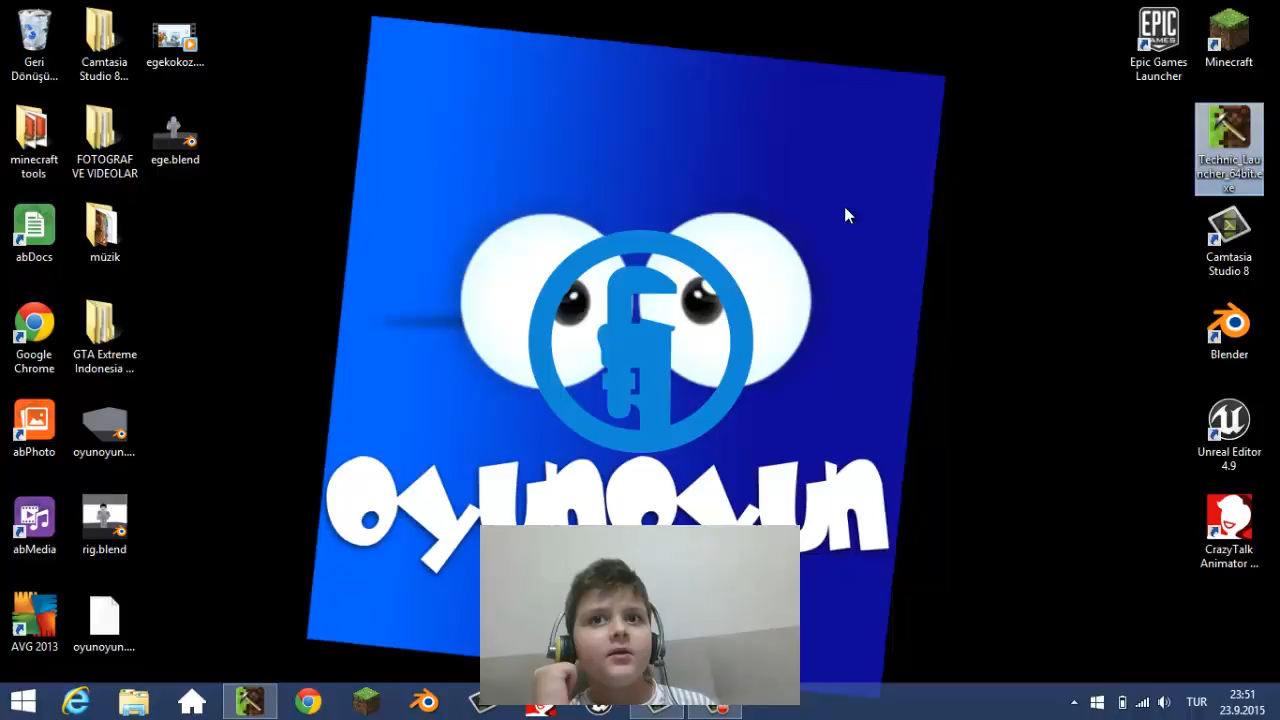 Geri
Dönüşü...
Camtasia
Studio 8...
egekokoz....
minecraft
tools
FOTOGRAF
VE VIDEOLAR
ege.blend
abDocs
müzik
Google
Chrome
GTA Extreme
Indonesia ...
abPhoto
oyunoyun....
abMedia
rig.blend
AVG 2013
oyunoyun....
oyunoyun
EPIC
GAMES
Epic Games
Launcher
Minecraft
Technic_Lau
ncher_64bit.e
xe
Camtasia
Studio 8
Blender
Unreal Editor
4.9
CrazyTalk
Animator ...
TUR
23:51
23.9.2015